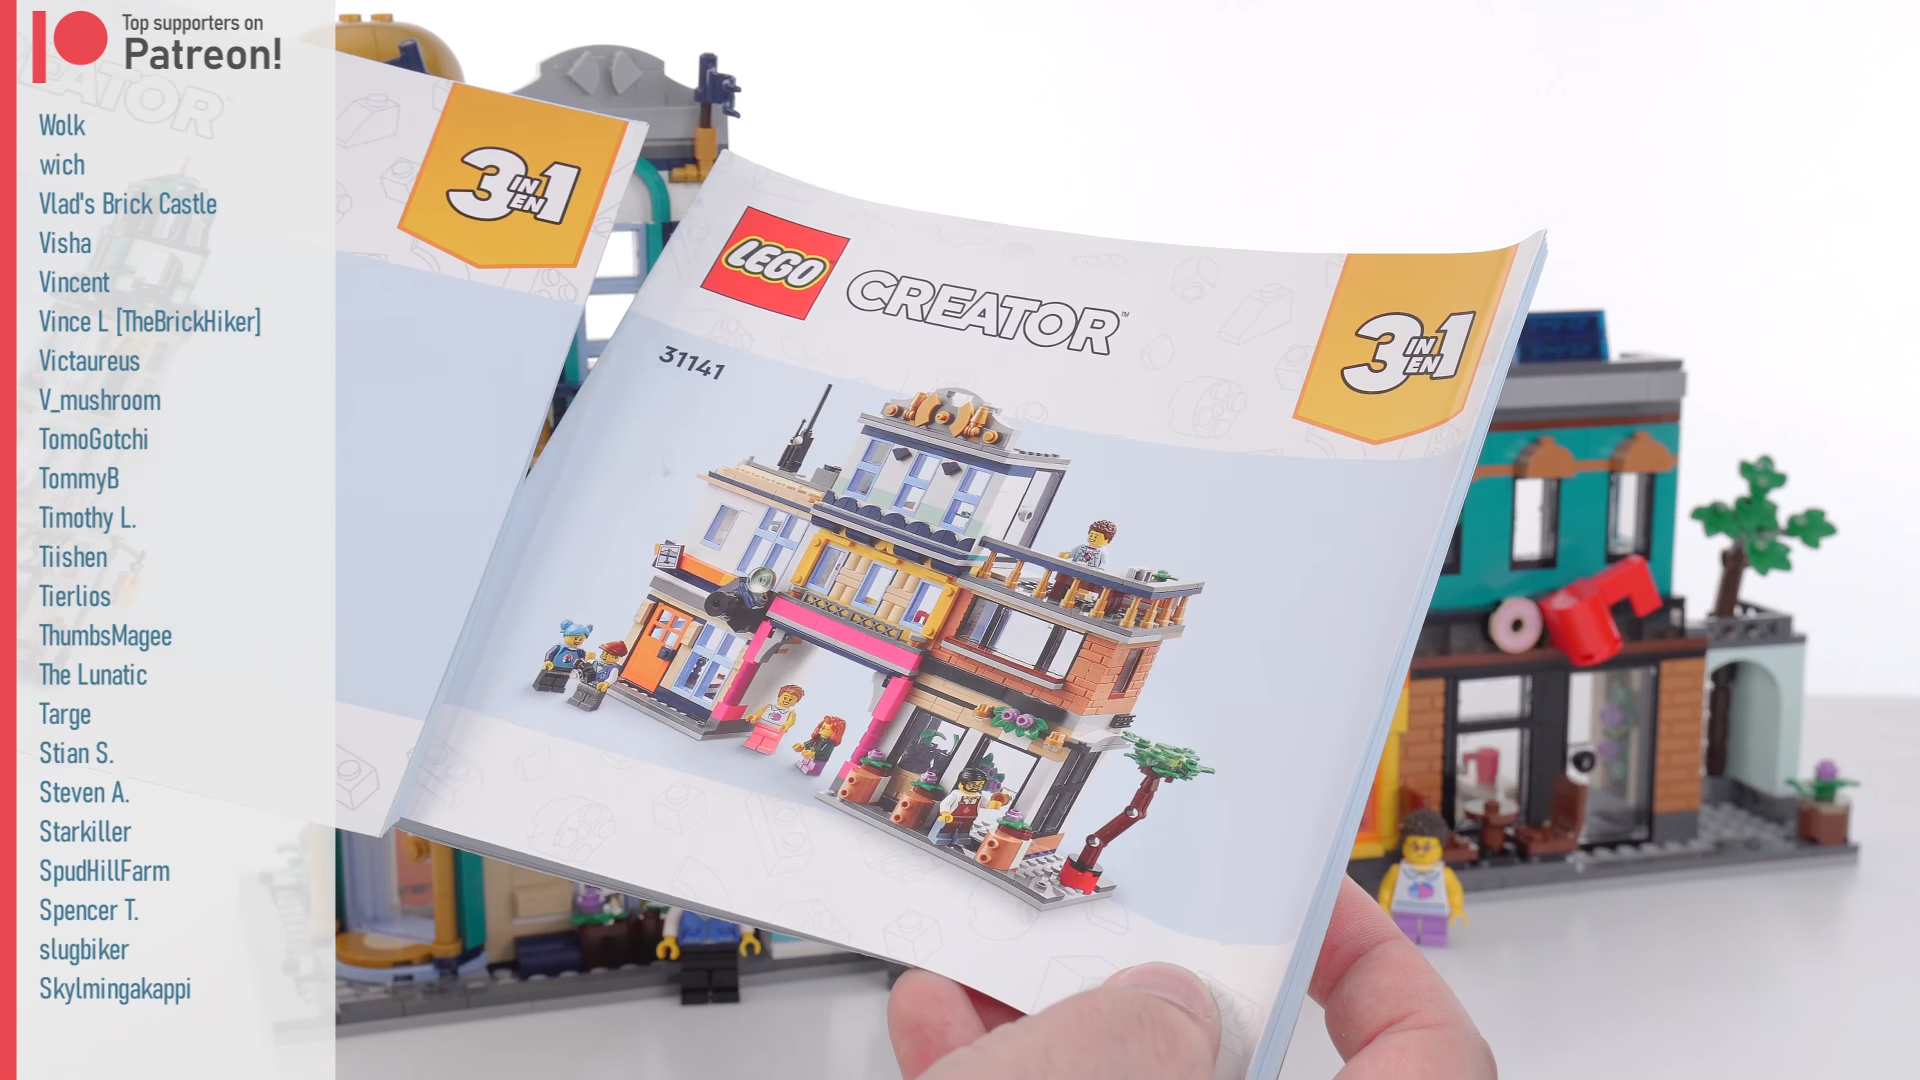 Top supporters on
Patreon!
Wolk
wich
Vlad's Brick Castle
Visha
Vincent
Vince L [TheBrickHiker]
Victaureus
V_mushroom
TomoGotchi
TommyB
Timothy L.
Tiishen
Tierlios
ThumbsMagee
The Lunatic
Targe
Stian S.
Steven A.
Starkiller
SpudHillFarm
Spencer T.
slugbiker
Skylmingakappi
3 IN EN 1
LEGO CREATOR™
3 IN EN 1
31141